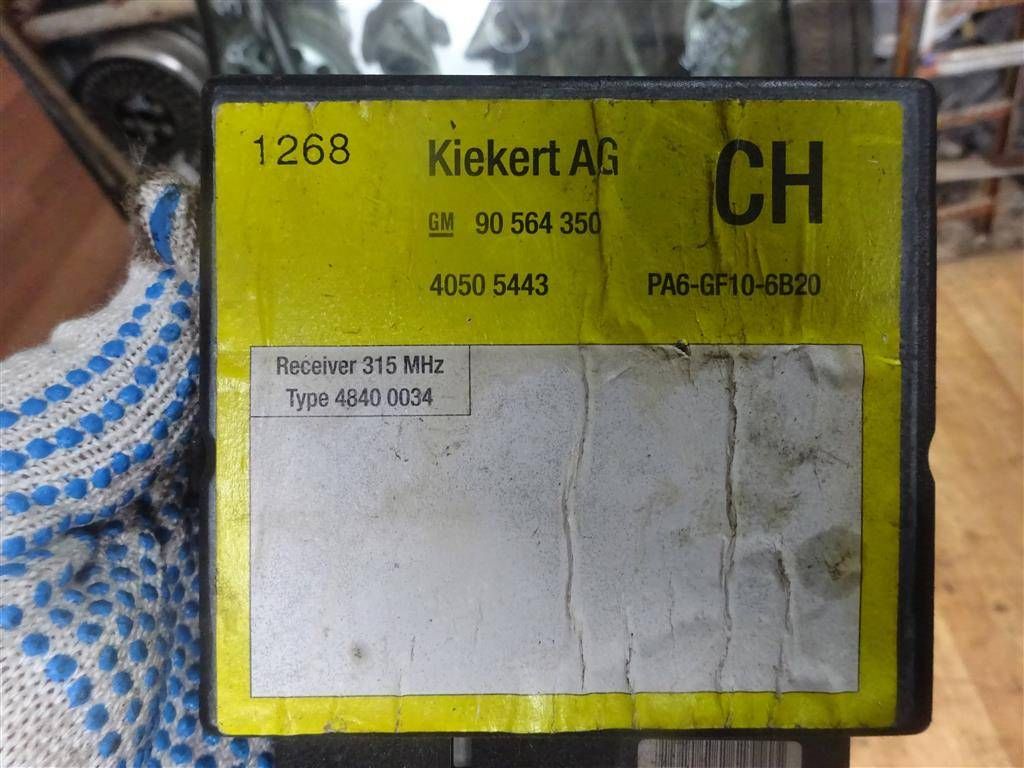 1268
Kiekert AG
CH
GM 90 564 350
4050 5443
PA6-GF10-6B20
Receiver 315 MHz
Type 4840 0034